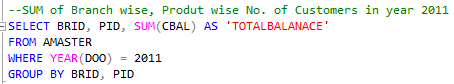 --SUM of Branch wise, Produt wise No. of Customers in year 2011
SELECT BRID, PID, SUM(CBAL) AS 'TOTALBALANACE'
FROM AMASTER
WHERE YEAR(DOO) = 2011
GROUP BY BRID, PID